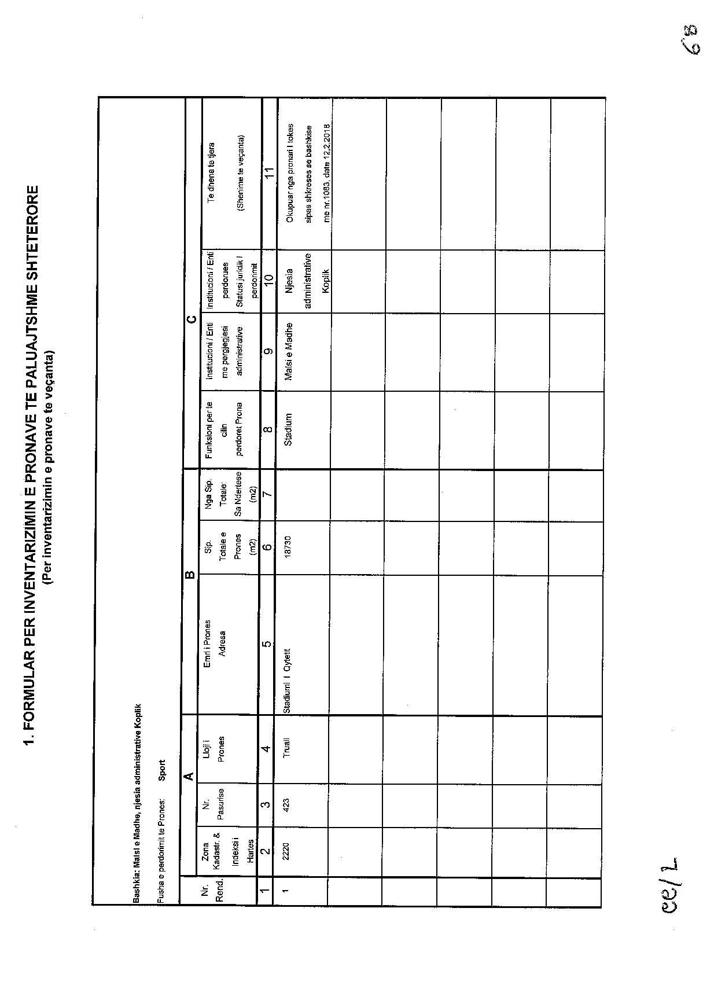 1. FORMULAR PER INVENTARIZIMIN E PRONAVE TE PALUAJTSHME SHTETERORE
(Per inventarizimin e pronave te veçanta)
Bashkia: Malsi e Madhe, njesia administrative Koplik
Fusha e perdorimit te Prones: Sport
A B C
Nr. Rend.
Zona Kadastr. & Indeksi i Hartes
Nr. Pasurise
Lloji i Prones
Emri i Prones Adresa
Sip. Totale e Prones (m2)
Nga Sip. Totale: Sa Ndertese (m2)
Funksioni per te cilin perdoret Prona
Institucioni / Enti me pergjegjesi administrative
Institucioni / Enti perdorues Statusi juridik i perdorimit
Te dhena te tjera (Shenime te veçanta)
1 2 3 4 5 6 7 8 9 10 11
1 2220 423 Truall Stadiumi I Qytetit 18730 Stadium Malsi e Madhe
Njesia administrative Koplik
Okupuar nga pronari I tokes
sipas shkreses se bashkise
me nr.1083, date 12.2.2018